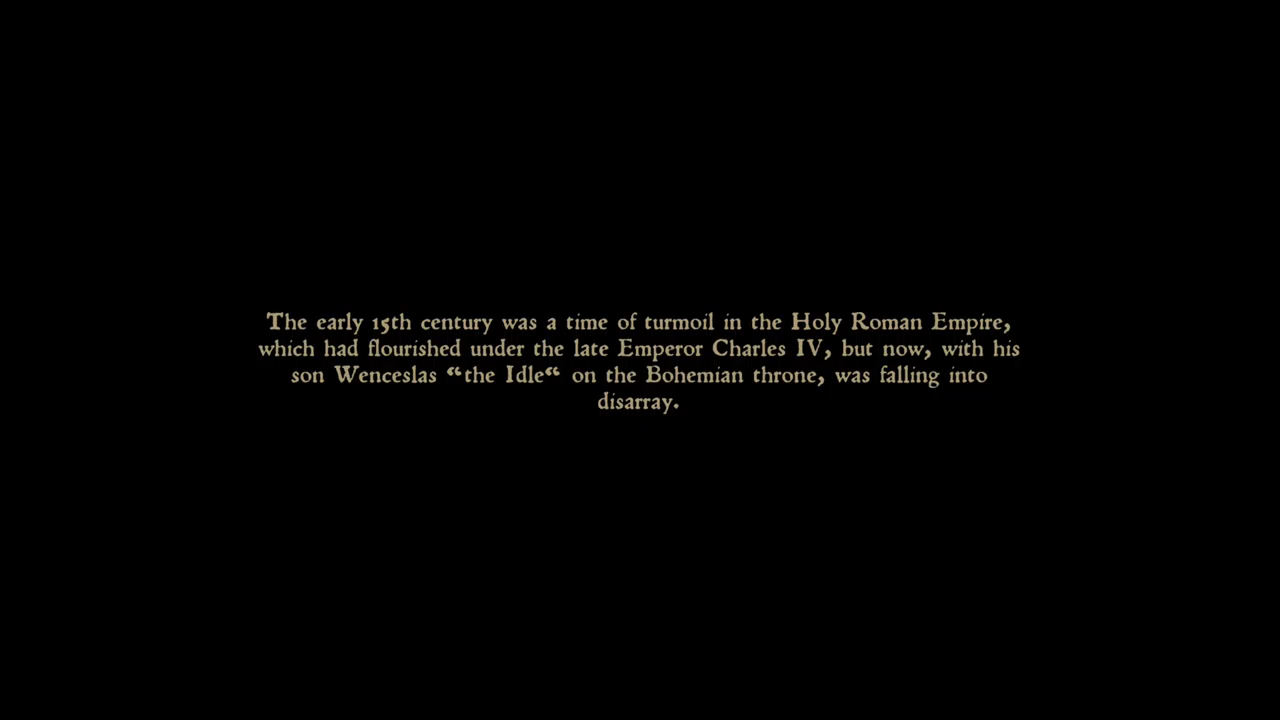 The early 15th century was a time of turmoil in the Holy Roman Empire,
which had flourished under the late Emperor Charles IV, but now, with his
son Wenceslas “the Idle“ on the Bohemian throne, was falling into
disarray.